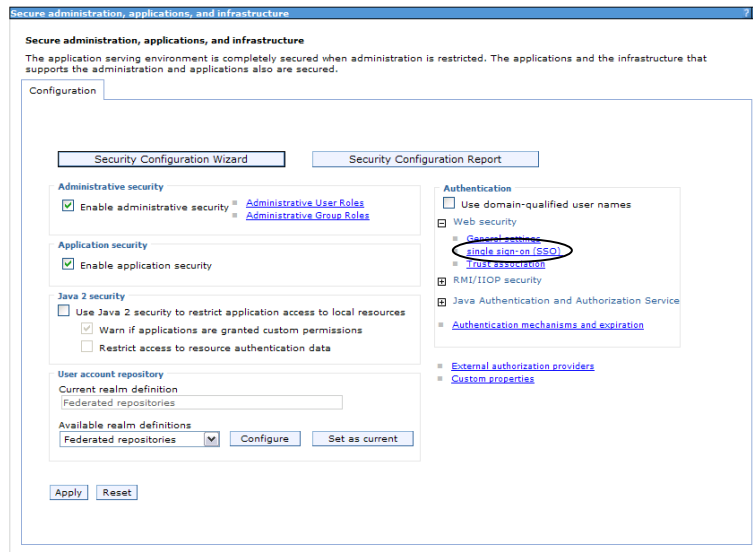 Secure administration, applications, and infrastructure ?
Secure administration, applications, and infrastructure
The application serving environment is completely secured when administration is restricted. The applications and the infrastructure that
supports the administration and applications also are secured.
Configuration
Security Configuration Wizard
Security Configuration Report
Administrative security
Enable administrative security
Administrative User Roles
Administrative Group Roles
Application security
Enable application security
Java 2 security
Use Java 2 security to restrict application access to local resources
Warn if applications are granted custom permissions
Restrict access to resource authentication data
User account repository
Current realm definition
Federated repositories
Available realm definitions
Federated repositories
Configure
Set as current
Authentication
Use domain-qualified user names
Web security
General settings
single sign-on (SSO)
Trust association
RMI/IIOP security
Java Authentication and Authorization Service
Authentication mechanisms and expiration
External authorization providers
Custom properties
Apply
Reset